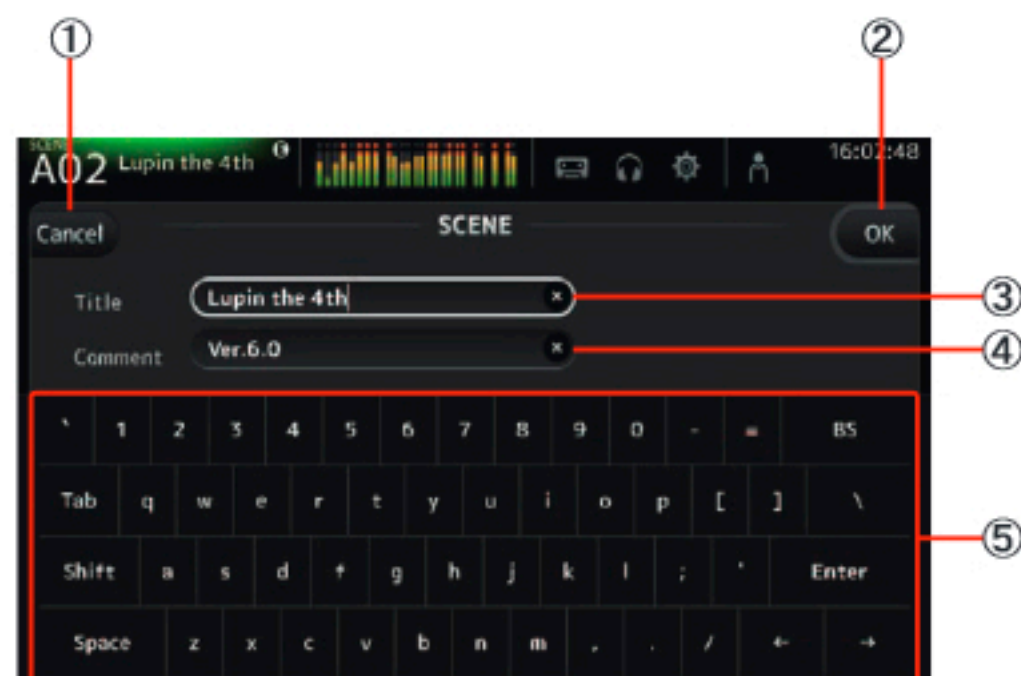 ① ②
SCENE
A02 Lupin the 4th E 16:02:48
Cancel SCENE OK
Title Lupin the 4th × ③
Comment Ver.6.0 × ④
` 1 2 3 4 5 6 7 8 9 0 - = BS
Tab q w e r t y u i o p [ ] \
⑤
Shift a s d f g h j k l ; ' Enter
Space z x c v b n m , . / ← →